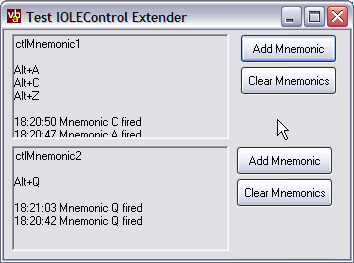 Test IOLEControl Extender
ctlMnemonic1
Alt+A
Alt+C
Alt+Z
18:20:50 Mnemonic C fired
18:20:47 Mnemonic A fired
Add Mnemonic
Clear Mnemonics
ctlMnemonic2
Alt+Q
18:21:03 Mnemonic Q fired
18:20:42 Mnemonic Q fired
Add Mnemonic
Clear Mnemonics